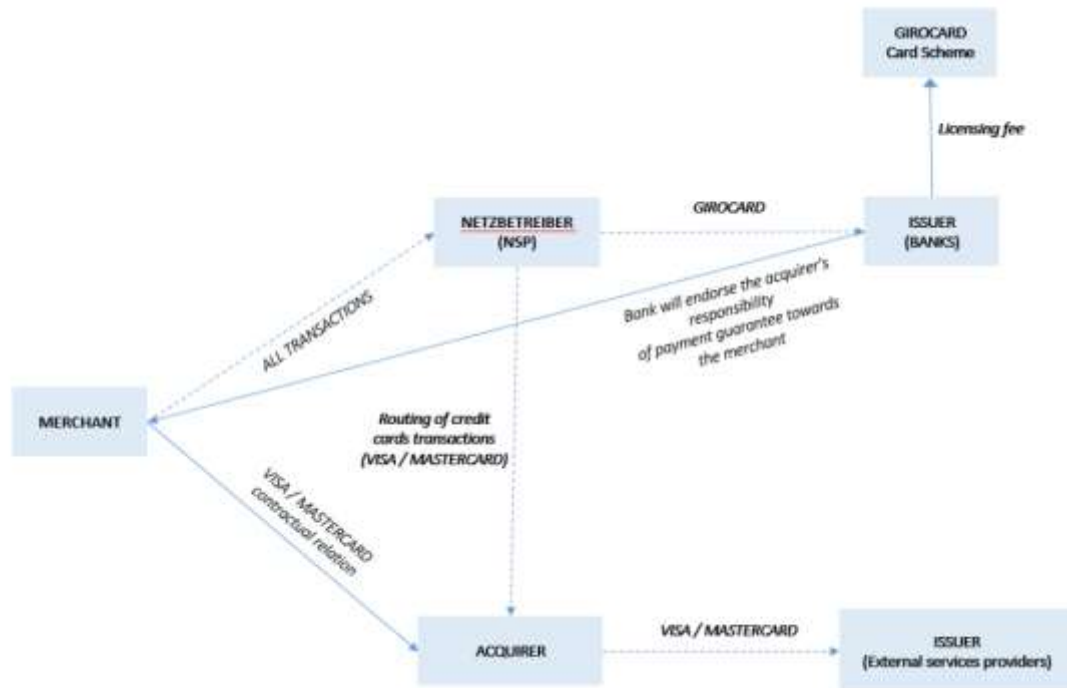 GIROCARD
Card Scheme
Licensing fee
NETZBETREIBER
(NSP)
GIROCARD
ISSUER
(BANKS)
ALL TRANSACTIONS
Bank will endorse the acquirer's
responsibility
of payment guarantee towards
the merchant
MERCHANT
Routing of credit
cards transactions
(VISA / MASTERCARD)
VISA / MASTERCARD
contractual relation
ACQUIRER
VISA / MASTERCARD
ISSUER
(External services providers)